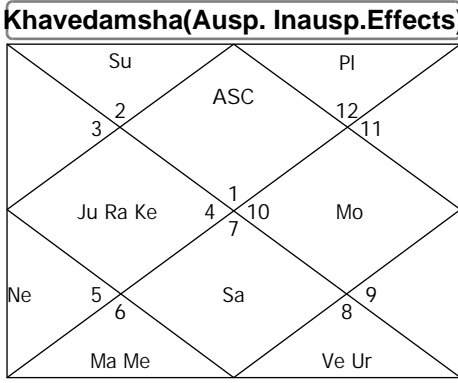 Khavedamsha(Ausp. Inausp.Effects)
Su Pl
ASC
2 12
3 11
1
Ju Ra Ke 4 10 Mo
7
Ne 5 Sa 9
6 8
Ma Me Ve Ur